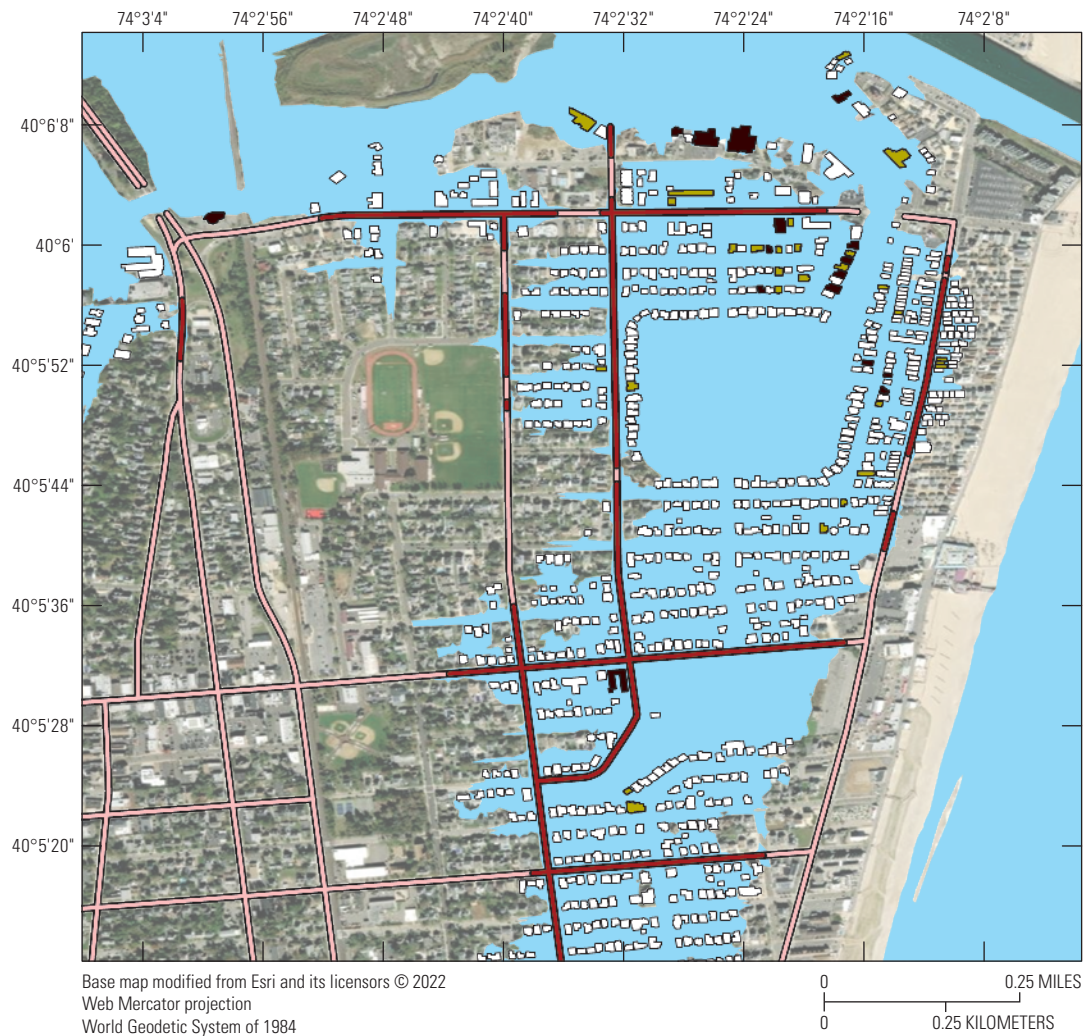 74°3'4" 74°2'56" 74°2'48" 74°2'40" 74°2'32" 74°2'24" 74°2'16" 74°2'8"
40°6'8"
40°6'
40°5'52"
40°5'44"
40°5'36"
40°5'28"
40°5'20"
Base map modified from Esri and its licensors © 2022
Web Mercator projection
World Geodetic System of 1984
0 0.25 MILES
0 0.25 KILOMETERS